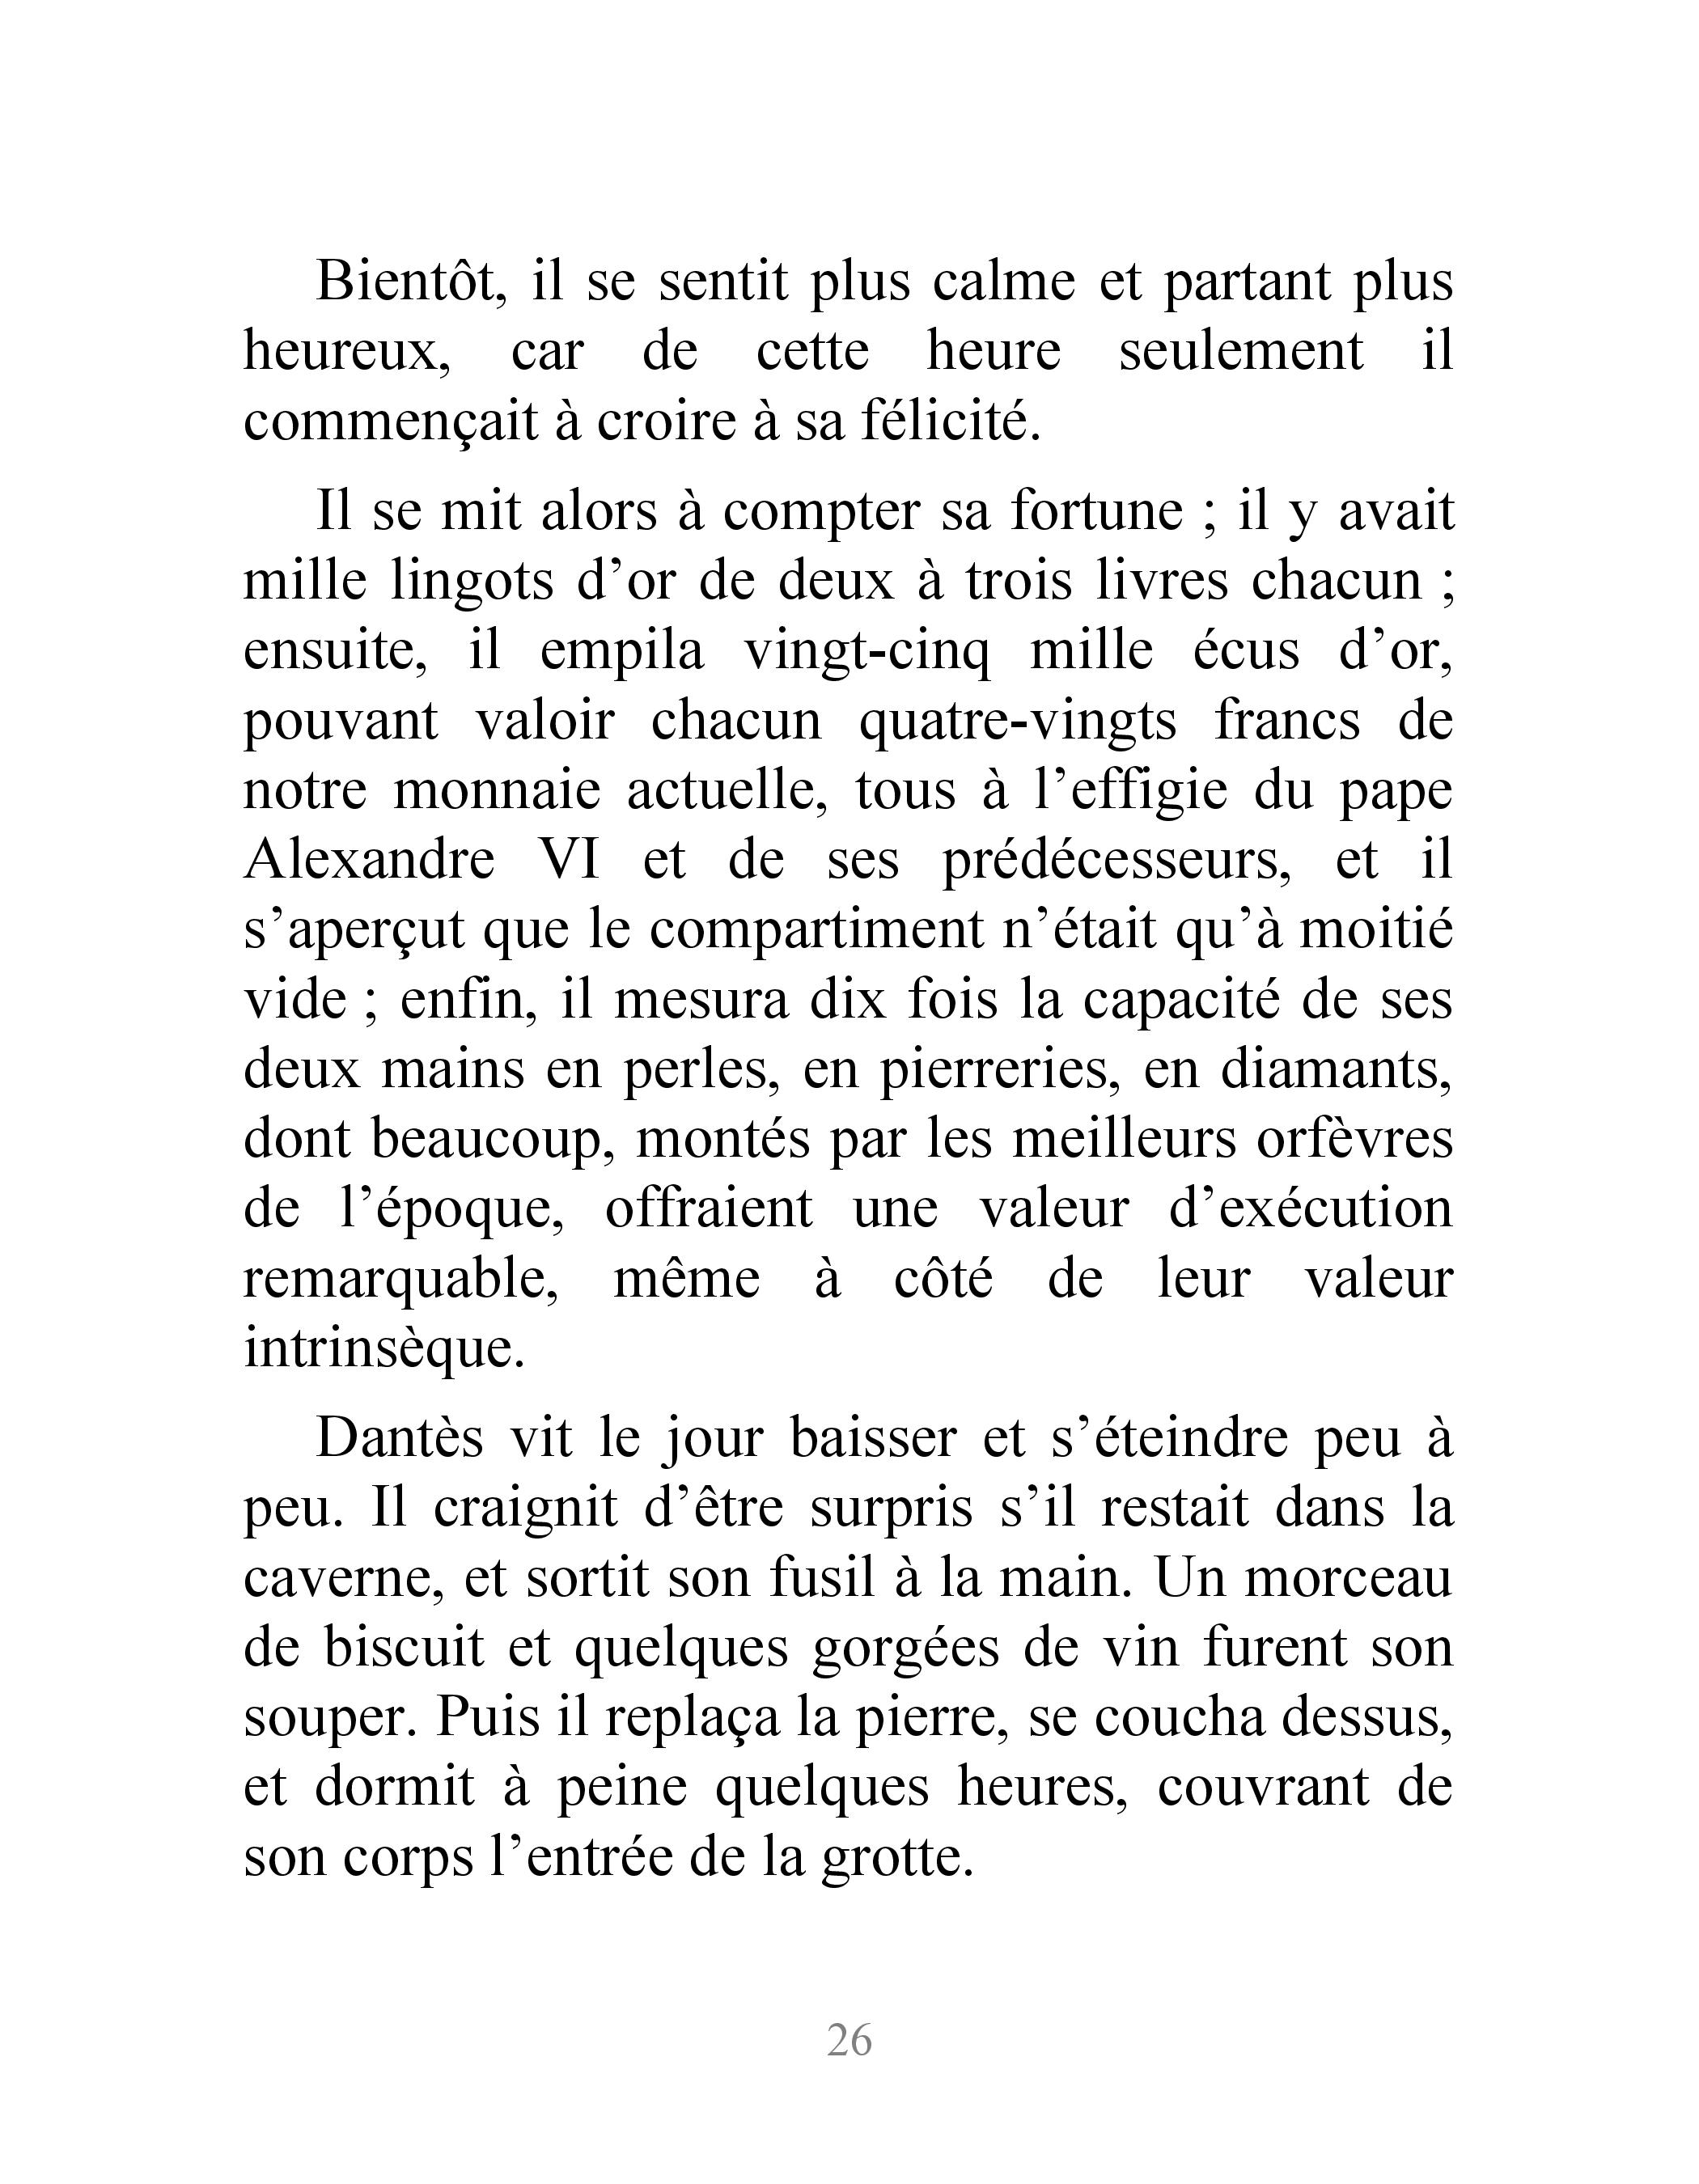 Bientôt, il se sentit plus calme et partant plus
heureux, car de cette heure seulement il
commençait à croire à sa félicité.
Il se mit alors à compter sa fortune ; il y avait
mille lingots d’or de deux à trois livres chacun ;
ensuite, il empila vingt-cinq mille écus d’or,
pouvant valoir chacun quatre-vingts francs de
notre monnaie actuelle, tous à l’effigie du pape
Alexandre VI et de ses prédécesseurs, et il
s’aperçut que le compartiment n’était qu’à moitié
vide ; enfin, il mesura dix fois la capacité de ses
deux mains en perles, en pierreries, en diamants,
dont beaucoup, montés par les meilleurs orfèvres
de l’époque, offraient une valeur d’exécution
remarquable, même à côté de leur valeur
intrinsèque.
Dantès vit le jour baisser et s’éteindre peu à
peu. Il craignit d’être surpris s’il restait dans la
caverne, et sortit son fusil à la main. Un morceau
de biscuit et quelques gorgées de vin furent son
souper. Puis il replaça la pierre, se coucha dessus,
et dormit à peine quelques heures, couvrant de
son corps l’entrée de la grotte.
26